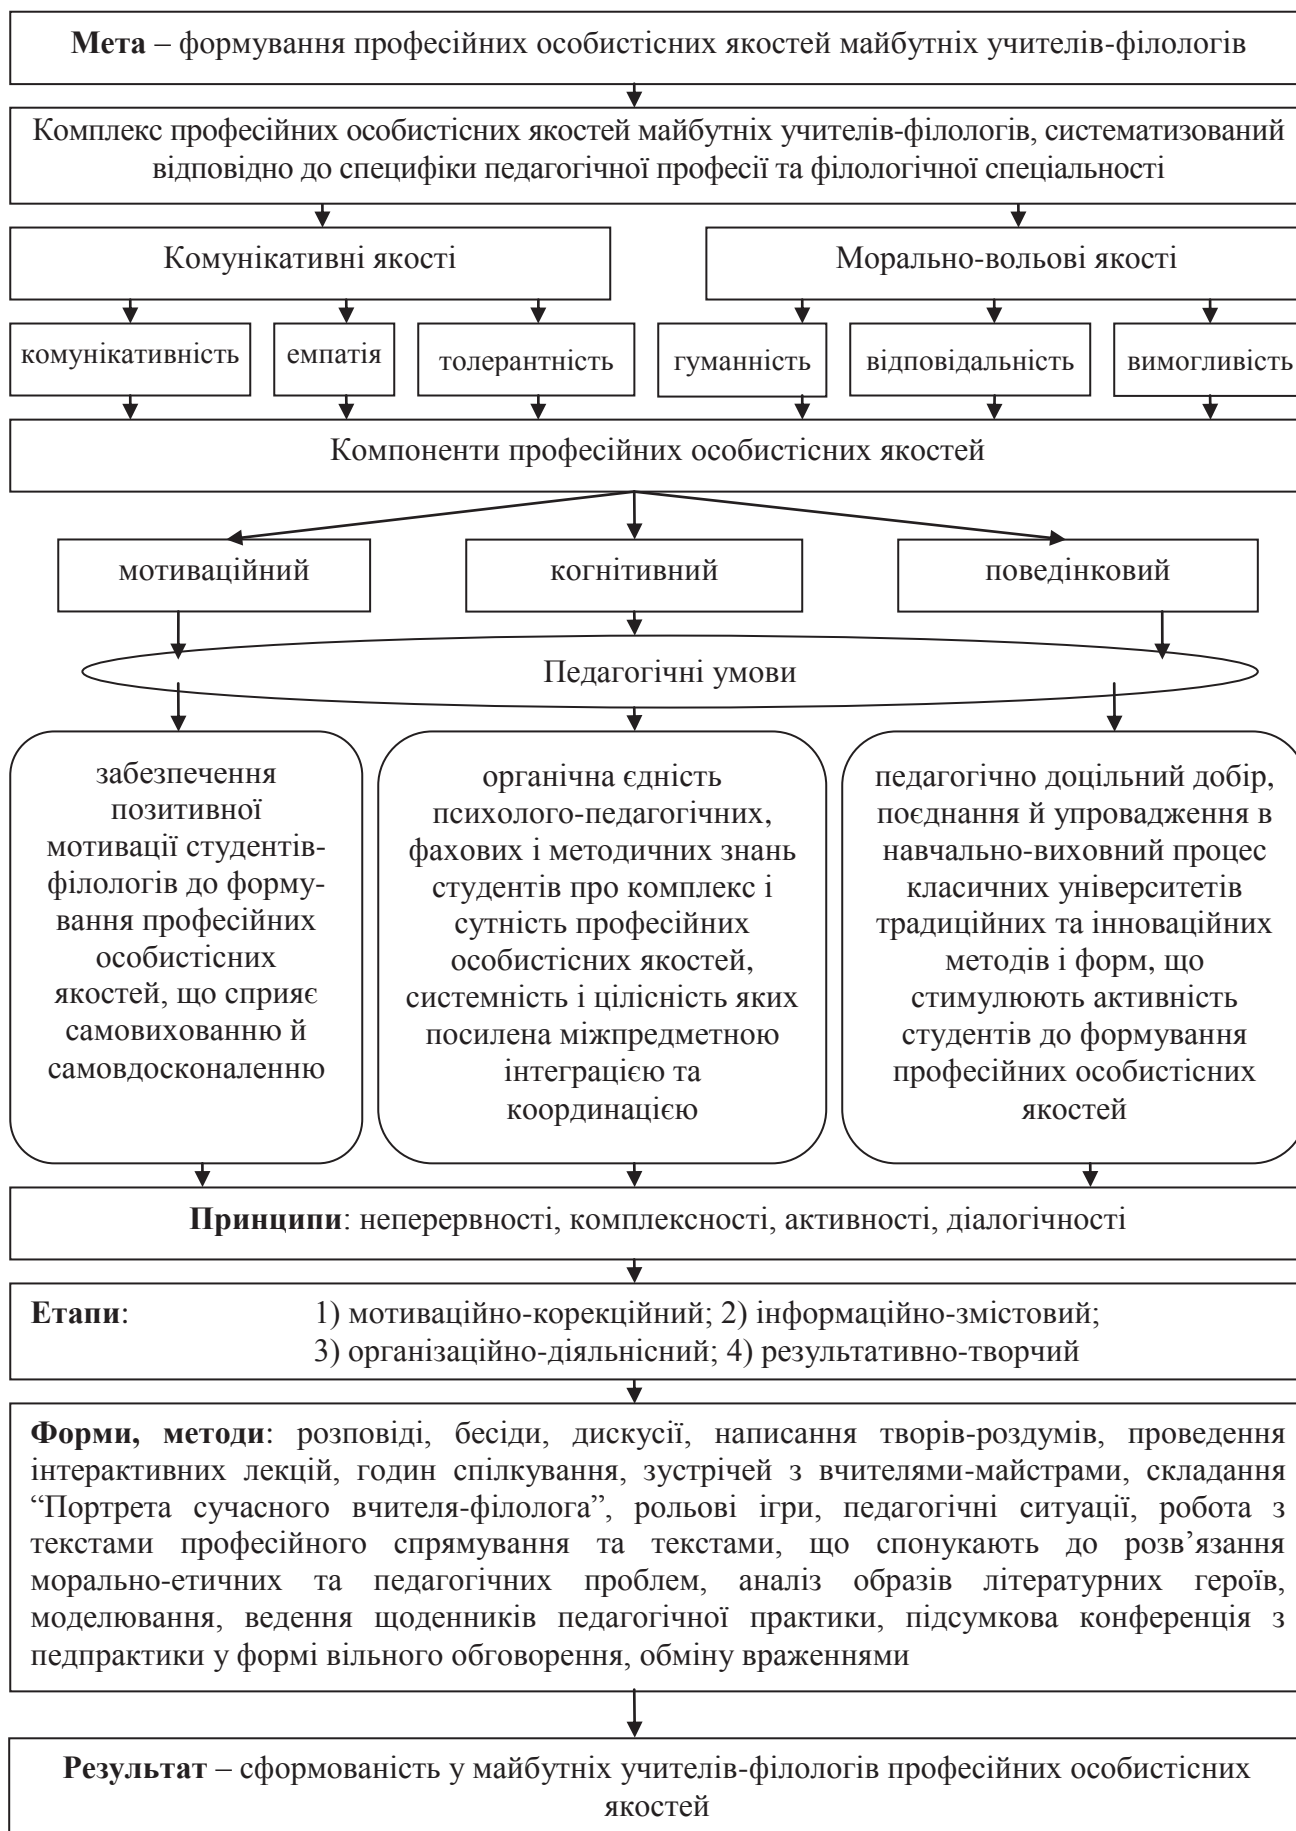 Мета – формування професійних особистісних якостей майбутніх учителів-філологів
Комплекс професійних особистісних якостей майбутніх учителів-філологів, систематизований
відповідно до специфіки педагогічної професії та філологічної спеціальності
Комунікативні якості
Морально-вольові якості
комунікативність
емпатія
толерантність
гуманність
відповідальність
вимогливість
Компоненти професійних особистісних якостей
мотиваційний
когнітивний
поведінковий
Педагогічні умови
забезпечення
позитивної
мотивації студентів-
філологів до форму-
вання професійних
особистісних
якостей, що сприяє
самовихованню й
самовдосконаленню
органічна єдність
психолого-педагогічних,
фахових і методичних знань
студентів про комплекс і
сутність професійних
особистісних якостей,
системність і цілісність яких
посилена міжпредметною
інтеграцією та
координацією
педагогічно доцільний добір,
поєднання й упровадження в
навчально-виховний процес
класичних університетів
традиційних та інноваційних
методів і форм, що
стимулюють активність
студентів до формування
професійних особистісних
якостей
Принципи: неперервності, комплексності, активності, діалогічності
Етапи: 1) мотиваційно-корекційний; 2) інформаційно-змістовий;
3) організаційно-діяльнісний; 4) результативно-творчий
Форми, методи: розповіді, бесіди, дискусії, написання творів-роздумів, проведення
інтерактивних лекцій, годин спілкування, зустрічей з вчителями-майстрами, складання
“Портрета сучасного вчителя-філолога”, рольові ігри, педагогічні ситуації, робота з
текстами професійного спрямування та текстами, що спонукають до розв’язання
морально-етичних та педагогічних проблем, аналіз образів літературних героїв,
моделювання, ведення щоденників педагогічної практики, підсумкова конференція з
педпрактики у формі вільного обговорення, обміну враженнями
Результат – сформованість у майбутніх учителів-філологів професійних особистісних
якостей